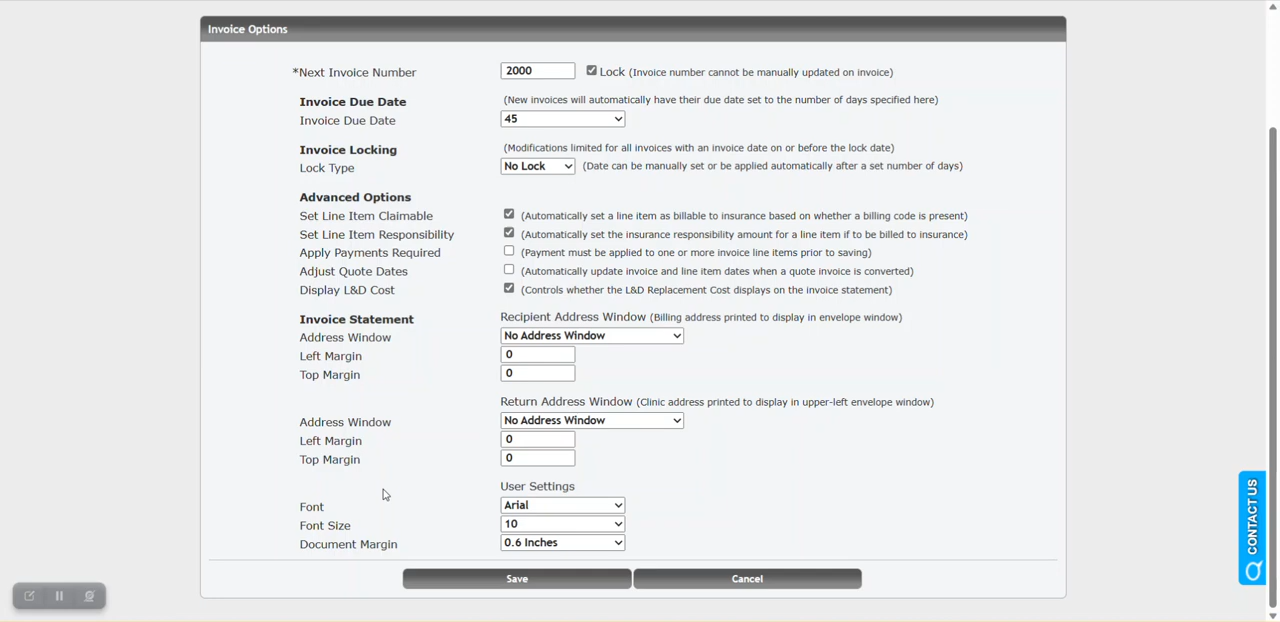 Invoice Options
*Next Invoice Number 2000 Lock (Invoice number cannot be manually updated on invoice)
Invoice Due Date (New invoices will automatically have their due date set to the number of days specified here)
Invoice Due Date 45
Invoice Locking (Modifications limited for all invoices with an invoice date on or before the lock date)
Lock Type No Lock (Date can be manually set or be applied automatically after a set number of days)
Advanced Options
Set Line Item Claimable (Automatically set a line item as billable to insurance based on whether a billing code is present)
Set Line Item Responsibility (Automatically set the insurance responsibility amount for a line item if to be billed to insurance)
Apply Payments Required (Payment must be applied to one or more invoice line items prior to saving)
Adjust Quote Dates (Automatically update invoice and line item dates when a quote invoice is converted)
Display L&D Cost (Controls whether the L&D Replacement Cost displays on the invoice statement)
Invoice Statement Recipient Address Window (Billing address printed to display in envelope window)
Address Window No Address Window
Left Margin 0
Top Margin 0
Return Address Window (Clinic address printed to display in upper-left envelope window)
Address Window No Address Window
Left Margin 0
Top Margin 0
User Settings
Font Arial
Font Size 10
Document Margin 0.6 Inches
Save Cancel
CONTACT US